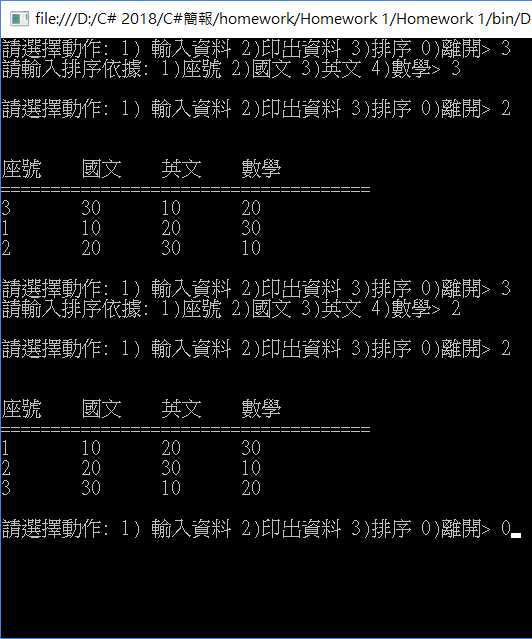 file:///D:/C# 2018/C#簡報/homework/Homework 1/Homework 1/bin/D
請選擇動作: 1) 輸入資料 2)印出資料 3)排序 0)離開> 3
請輸入排序依據: 1)座號 2)國文 3)英文 4)數學> 3
請選擇動作: 1) 輸入資料 2)印出資料 3)排序 0)離開> 2
座號 國文 英文 數學
=====================================
3 30 10 20
1 10 20 30
2 20 30 10
請選擇動作: 1) 輸入資料 2)印出資料 3)排序 0)離開> 3
請輸入排序依據: 1)座號 2)國文 3)英文 4)數學> 2
請選擇動作: 1) 輸入資料 2)印出資料 3)排序 0)離開> 2
座號 國文 英文 數學
=====================================
1 10 20 30
2 20 30 10
3 30 10 20
請選擇動作: 1) 輸入資料 2)印出資料 3)排序 0)離開> 0